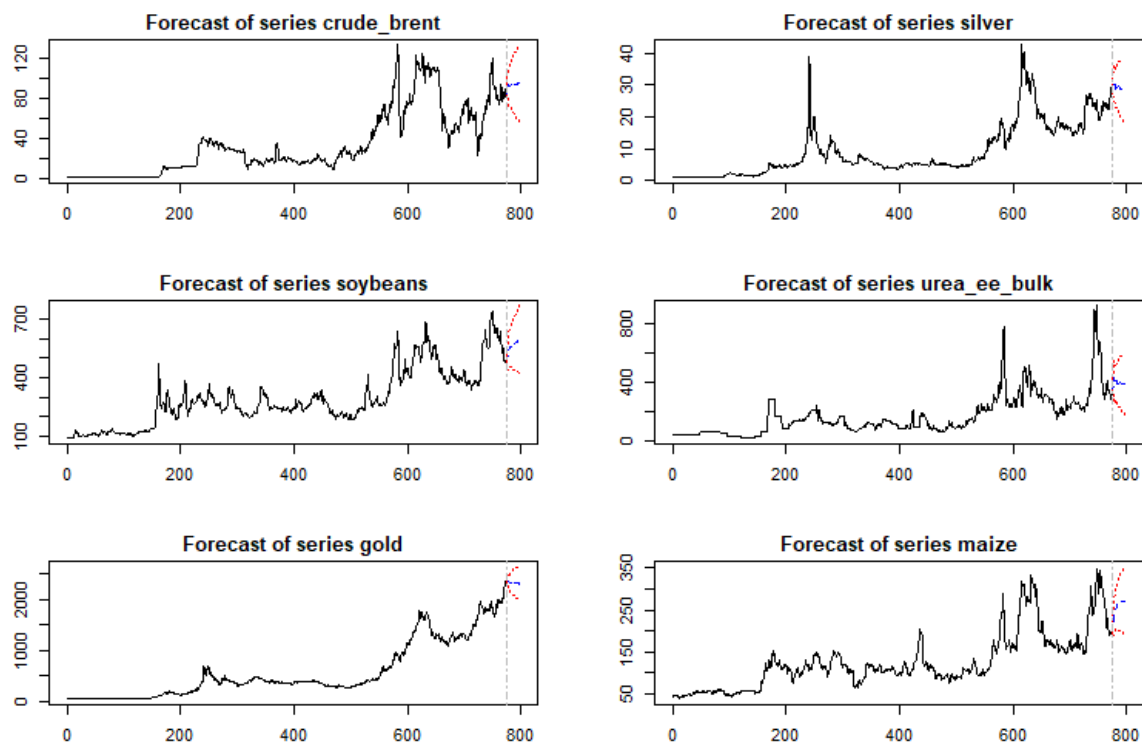 Forecast of series crude_brent
0 40 80 120
0 200 400 600 800
Forecast of series silver
0 10 20 30 40
0 200 400 600 800
Forecast of series soybeans
100 400 700
0 200 400 600 800
Forecast of series urea_ee_bulk
0 400 800
0 200 400 600 800
Forecast of series gold
0 1000 2000
0 200 400 600 800
Forecast of series maize
50 150 250 350
0 200 400 600 800